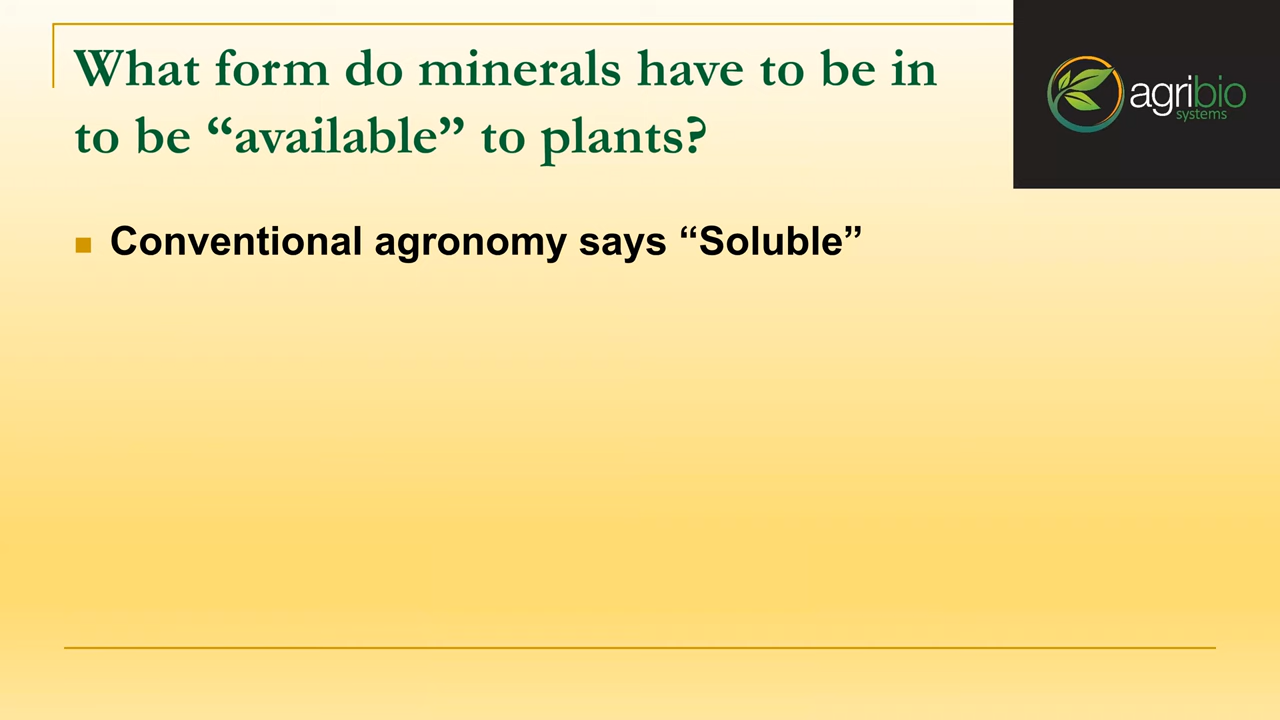 What form do minerals have to be in
to be “available” to plants?
agribio
systems
Conventional agronomy says “Soluble”